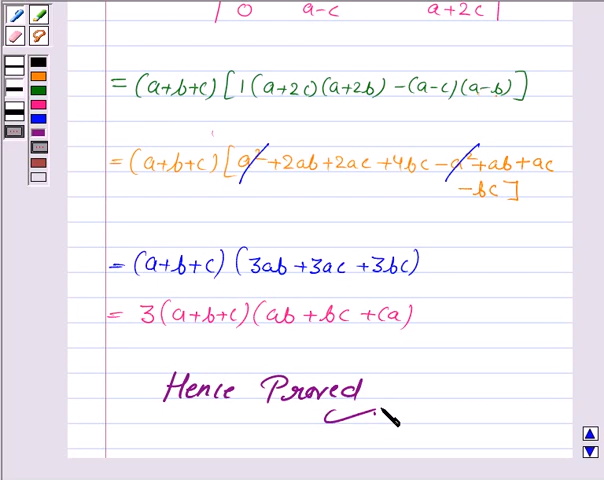 | 0 a-c a+2c |
= (a+b+c) [1(a+2c)(a+2b) -(a-c)(a-b)]
= (a+b+c) [a² +2ab+2ac+4bc-a²+ab+ac
-bc]
= (a+b+c) (3ab+3ac+3bc)
= 3(a+b+c)(ab+bc+ca)
Hence Proved